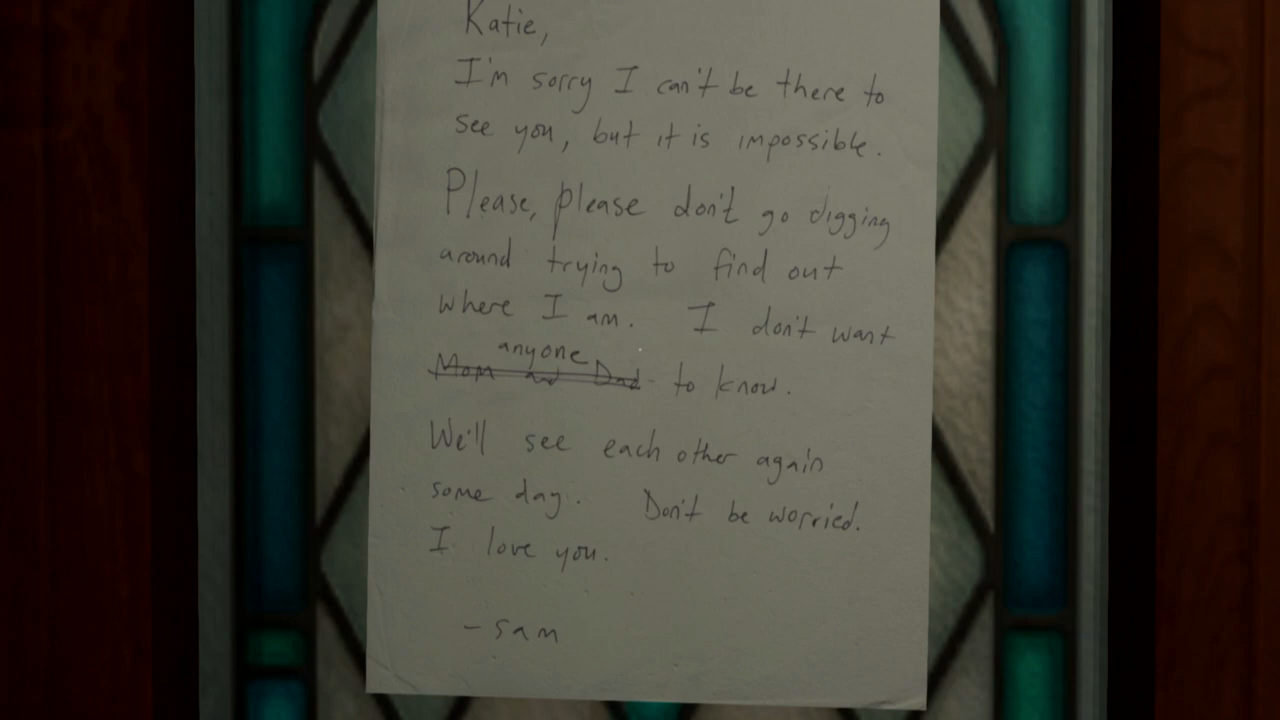 Katie,
I'm sorry I can't be there to
see you, but it is impossible.
Please, please don't go digging
around trying to find out
where I am. I don't want
anyone
Mom and Dad to know.
We'll see each other again
some day. Don't be worried.
I love you.
- Sam